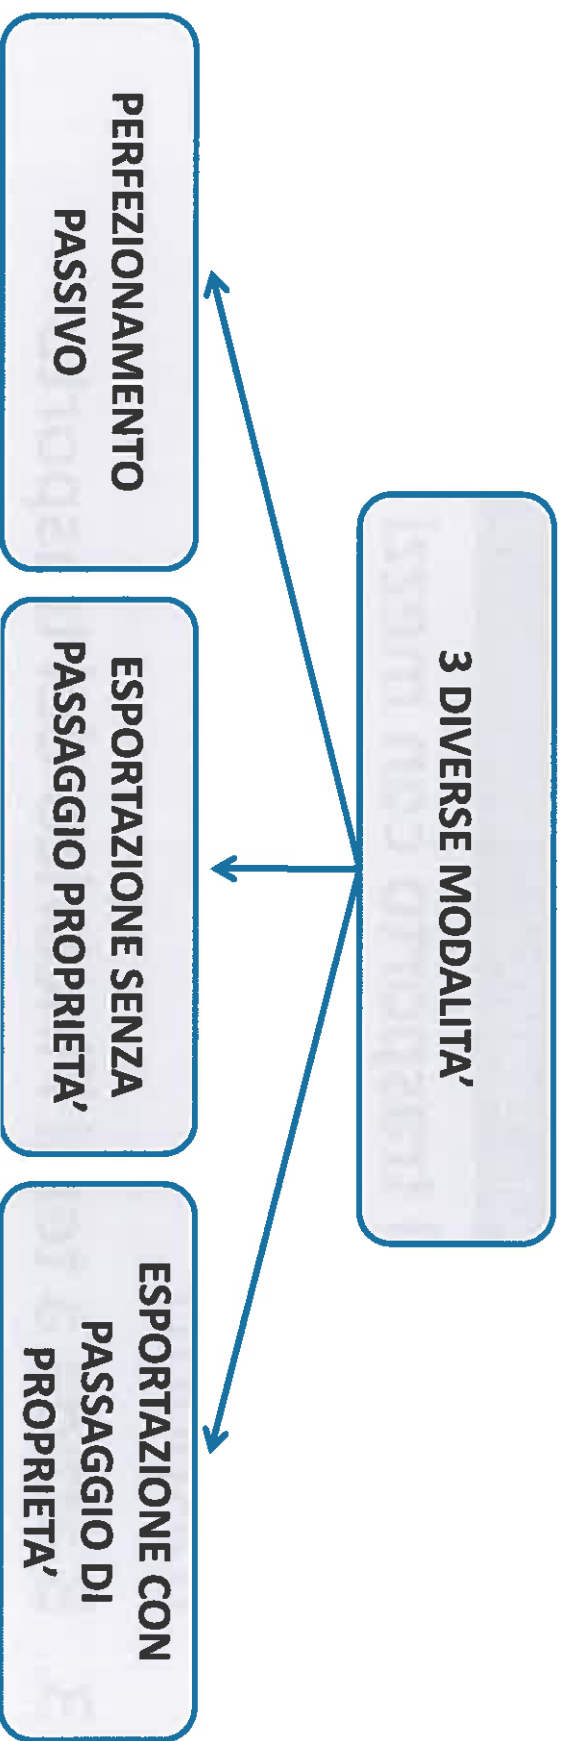 3 DIVERSE MODALITA’
PERFEZIONAMENTO
PASSIVO
ESPORTAZIONE SENZA
PASSAGGIO PROPRIETA’
ESPORTAZIONE CON
PASSAGGIO DI
PROPRIETA’